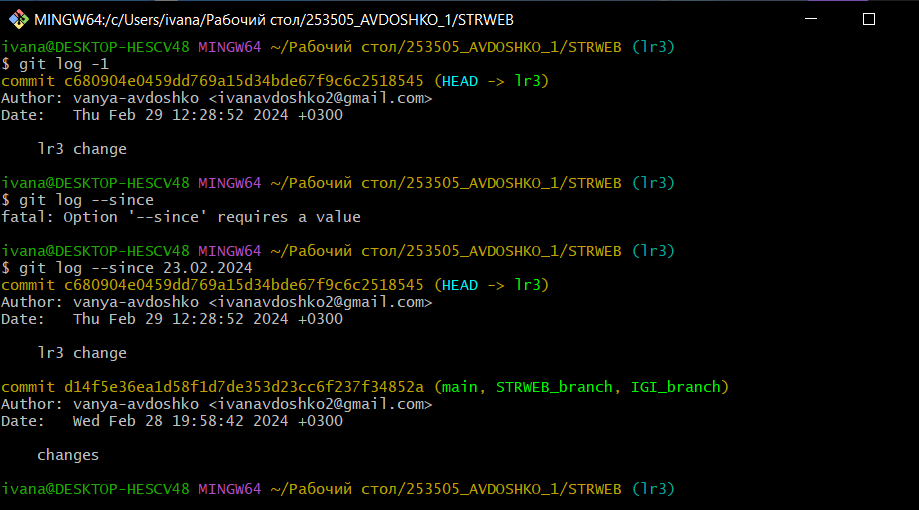 MINGW64:/c/Users/ivana/Рабочий стол/253505_AVDOSHKO_1/STRWEB
ivana@DESKTOP-HESCV48 MINGW64 ~/Рабочий стол/253505_AVDOSHKO_1/STRWEB (lr3)
$ git log -1
commit c680904e0459dd769a15d34bde67f9c6c2518545 (HEAD -> lr3)
Author: vanya-avdoshko <ivanavdoshko2@gmail.com>
Date:   Thu Feb 29 12:28:52 2024 +0300
    lr3 change
ivana@DESKTOP-HESCV48 MINGW64 ~/Рабочий стол/253505_AVDOSHKO_1/STRWEB (lr3)
$ git log --since
fatal: Option '--since' requires a value
ivana@DESKTOP-HESCV48 MINGW64 ~/Рабочий стол/253505_AVDOSHKO_1/STRWEB (lr3)
$ git log --since 23.02.2024
commit c680904e0459dd769a15d34bde67f9c6c2518545 (HEAD -> lr3)
Author: vanya-avdoshko <ivanavdoshko2@gmail.com>
Date:   Thu Feb 29 12:28:52 2024 +0300
    lr3 change
commit d14f5e36ea1d58f1d7de353d23cc6f237f34852a (main, STRWEB_branch, IGI_branch)
Author: vanya-avdoshko <ivanavdoshko2@gmail.com>
Date:   Wed Feb 28 19:58:42 2024 +0300
    changes
ivana@DESKTOP-HESCV48 MINGW64 ~/Рабочий стол/253505_AVDOSHKO_1/STRWEB (lr3)